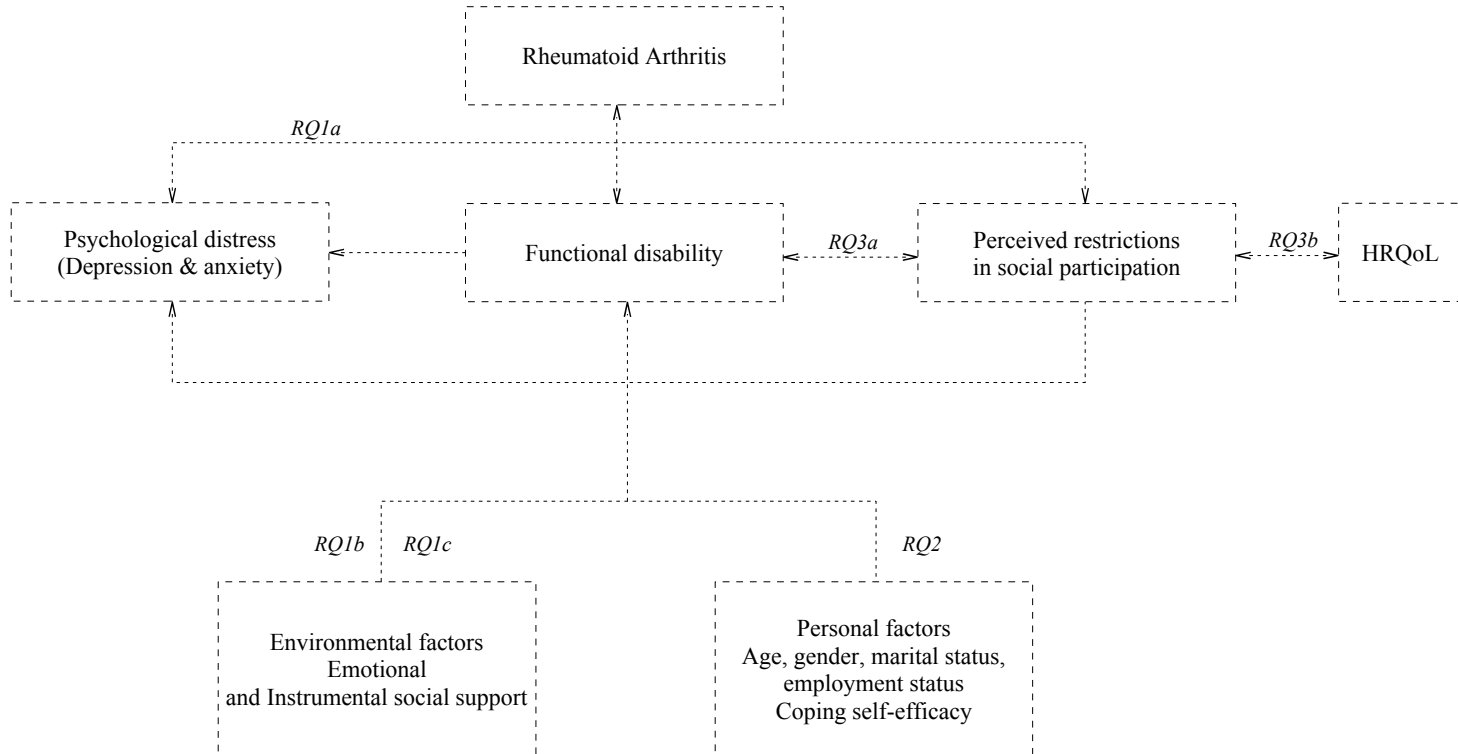 Rheumatoid Arthritis
RQ1a
Psychological distress
(Depression & anxiety)
Functional disability
RQ3a
Perceived restrictions
in social participation
RQ3b
HRQoL
RQ1b
RQ1c
RQ2
Environmental factors
Emotional
and Instrumental social support
Personal factors
Age, gender, marital status,
employment status
Coping self-efficacy